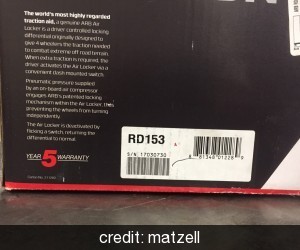 The world's most highly regarded
traction aid, a genuine ARB Air
Locker is a driver controlled locking
differential originally designed to
give 4 wheelers the traction needed
to combat extreme off road terrain.
When extra traction is required, the
driver activates the Air Locker via a
convenient dash mounted switch.
Pneumatic pressure supplied
by an on-board air compressor
engages ARB's patented locking
mechanism within the Air Locker,
preventing the wheels from turning
independently.
The Air Locker is deactivated by
flicking a switch, returning the
differential to normal.
YEAR 5 WARRANTY
RD153
S/N: 17030730
credit: matzell